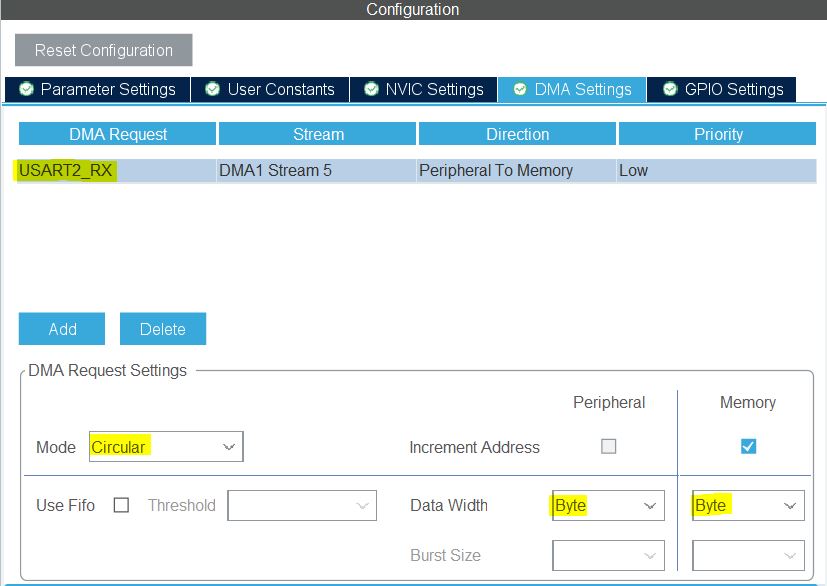 Configuration
Reset Configuration
Parameter Settings User Constants NVIC Settings DMA Settings GPIO Settings
DMA Request Stream Direction Priority
USART2_RX DMA1 Stream 5 Peripheral To Memory Low
Add Delete
DMA Request Settings
Peripheral Memory
Mode Circular Increment Address
Use Fifo Threshold Data Width Byte Byte
Burst Size